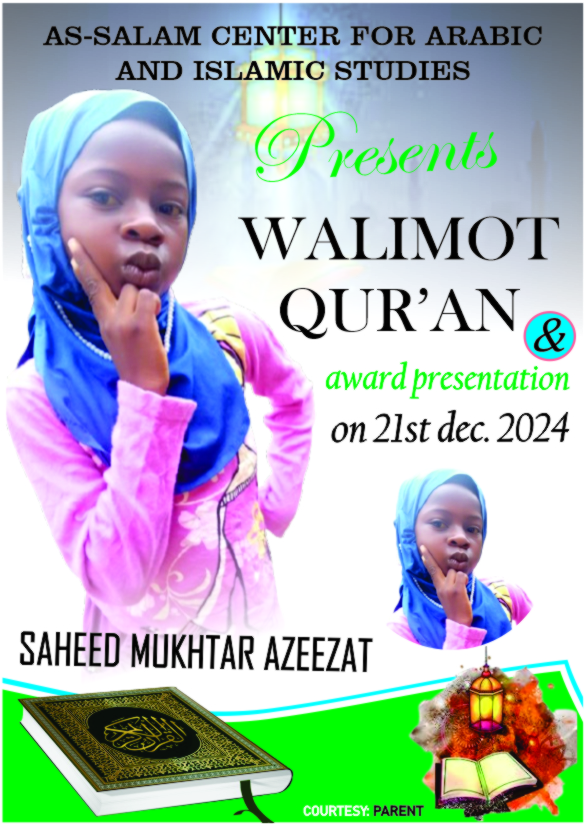 AS-SALAM CENTER FOR ARABIC
AND ISLAMIC STUDIES
Presents
WALIMOT
QUR'AN &
award presentation
on 21st dec. 2024
SAHEED MUKHTAR AZEEZAT
COURTESY: PARENT